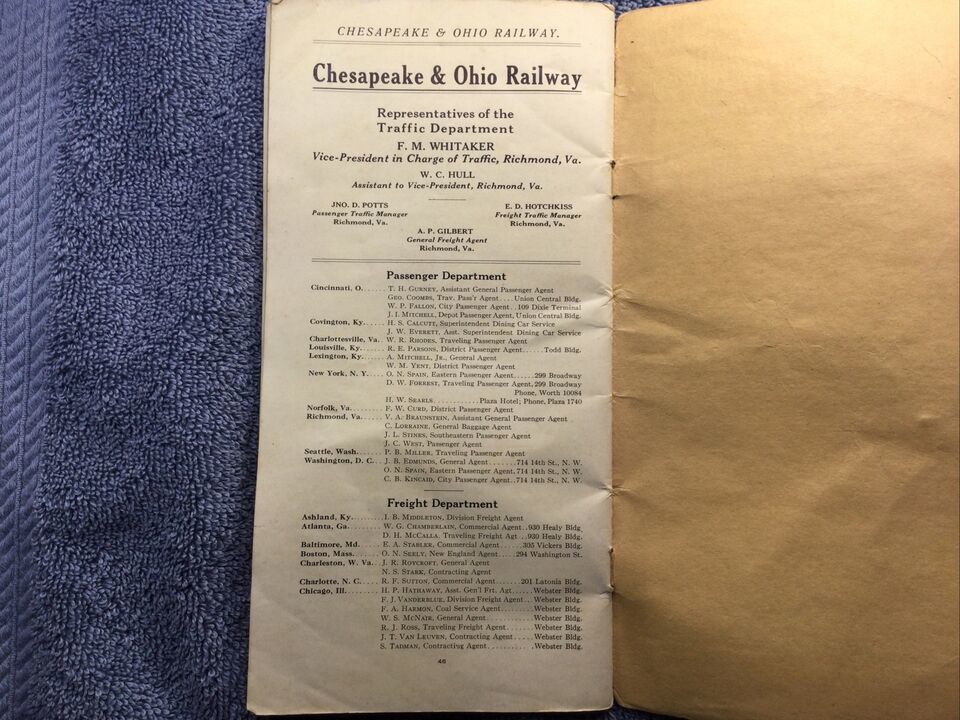 CHESAPEAKE & OHIO RAILWAY.
Chesapeake & Ohio Railway
Representatives of the
Traffic Department
F. M. WHITAKER
Vice-President in Charge of Traffic, Richmond, Va.
W. C. HULL
Assistant to Vice-President, Richmond, Va.
JNO. D. POTTS
Passenger Traffic Manager
Richmond, Va.
E. D. HOTCHKISS
Freight Traffic Manager
Richmond, Va.
A. P. GILBERT
General Freight Agent
Richmond, Va.
Passenger Department
Cincinnati, O....... T. H. GURNEY, Assistant General Passenger Agent
GEO. COOMBS, Trav. Pass'r Agent.... Union Central Bldg.
W. P. FALLON, City Passenger Agent..109 Dixie Terminal
J. I. MITCHELL, Depot Passenger Agent, Union Central Bldg.
Covington, Ky..... H. S. CALCUTT, Superintendent Dining Car Service
J. W. EVERETT, Asst. Superintendent Dining Car Service
Charlottesville, Va. W. R. RHODES, Traveling Passenger Agent
Louisville, Ky..... R. E. PARSONS, District Passenger Agent......Todd Bldg.
Lexington, Ky..... A. MITCHELL, JR., General Agent
W. M. YENT, District Passenger Agent
New York, N. Y.... O. N. SPAIN, Eastern Passenger Agent......299 Broadway
D. W. FORREST, Traveling Passenger Agent, 299 Broadway
Phone, Worth 10084
H. W. SEARLS............Plaza Hotel; Phone, Plaza 1740
Norfolk, Va....... F. W. CURD, District Passenger Agent
Richmond, Va..... V. A. BRAUNSTEIN, Assistant General Passenger Agent
C. LORRAINE, General Baggage Agent
J. L. STINES, Southeastern Passenger Agent
J. C. WEST, Passenger Agent
Seattle, Wash...... P. B. MILLER, Traveling Passenger Agent
Washington, D. C... J. B. EDMUNDS, General Agent.......714 14th St., N. W.
O. N. SPAIN, Eastern Passenger Agent, 714 14th St., N. W.
C. B. KINCAID, City Passenger Agent..714 14th St., N. W.
Freight Department
Ashland, Ky........ I. B. MIDDLETON, Division Freight Agent
Atlanta, Ga........ W. G. CHAMBERLAIN, Commercial Agent..930 Healy Bldg.
D. H. MCCALLA, Traveling Freight Agt ..930 Healy Bldg.
Baltimore, Md..... E. A. STABLER, Commercial Agent......305 Vickers Bldg.
Boston, Mass...... O. N. SEELY, New England Agent.....294 Washington St.
Charleston, W. Va. J. R. ROYCROFT, General Agent
N. S. STARK, Contracting Agent
Charlotte, N. C..... R. F. SUTTON, Commercial Agent......201 Latonia Bldg.
Chicago, Ill........ H. P. HATHAWAY, Asst. Gen'l Frt. Agt.....Webster Bldg.
F. J. VANDERBLUE, Division Freight Agent... Webster Bldg.
F. A. HARMON, Coal Service Agent........Webster Bldg.
W. S. MCNAIR, General Agent...........Webster Bldg.
R. J. ROSS, Traveling Freight Agent.......Webster Bldg.
J. T. VAN LEUVEN, Contracting Agent.....Webster Bldg.
S. TADMAN, Contracting Agent...........Webster Bldg.
46